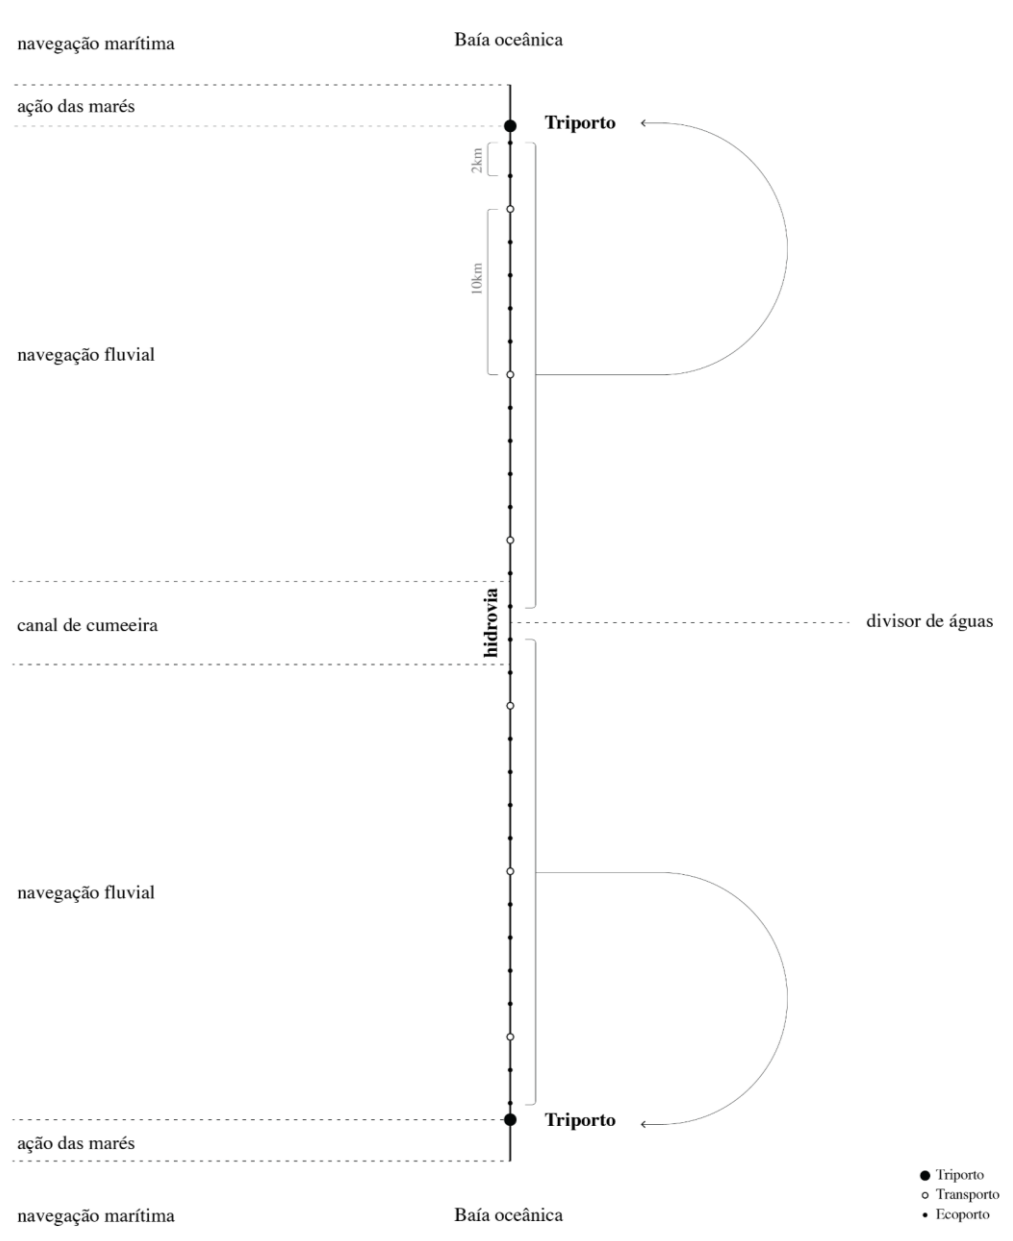 navegação marítima
Baía oceânica
ação das marés
Triporto
2km
10km
navegação fluvial
hidrovia
canal de cumeeira
divisor de águas
navegação fluvial
Triporto
ação das marés
Triporto
Transporto
Ecoporto
navegação marítima
Baía oceânica